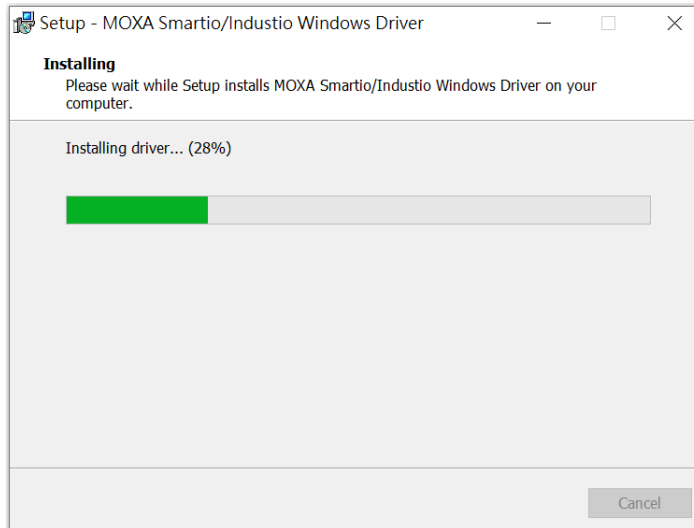 Setup - MOXA Smartio/Industio Windows Driver
Installing
Please wait while Setup installs MOXA Smartio/Industio Windows Driver on your
computer.
Installing driver... (28%)
Cancel